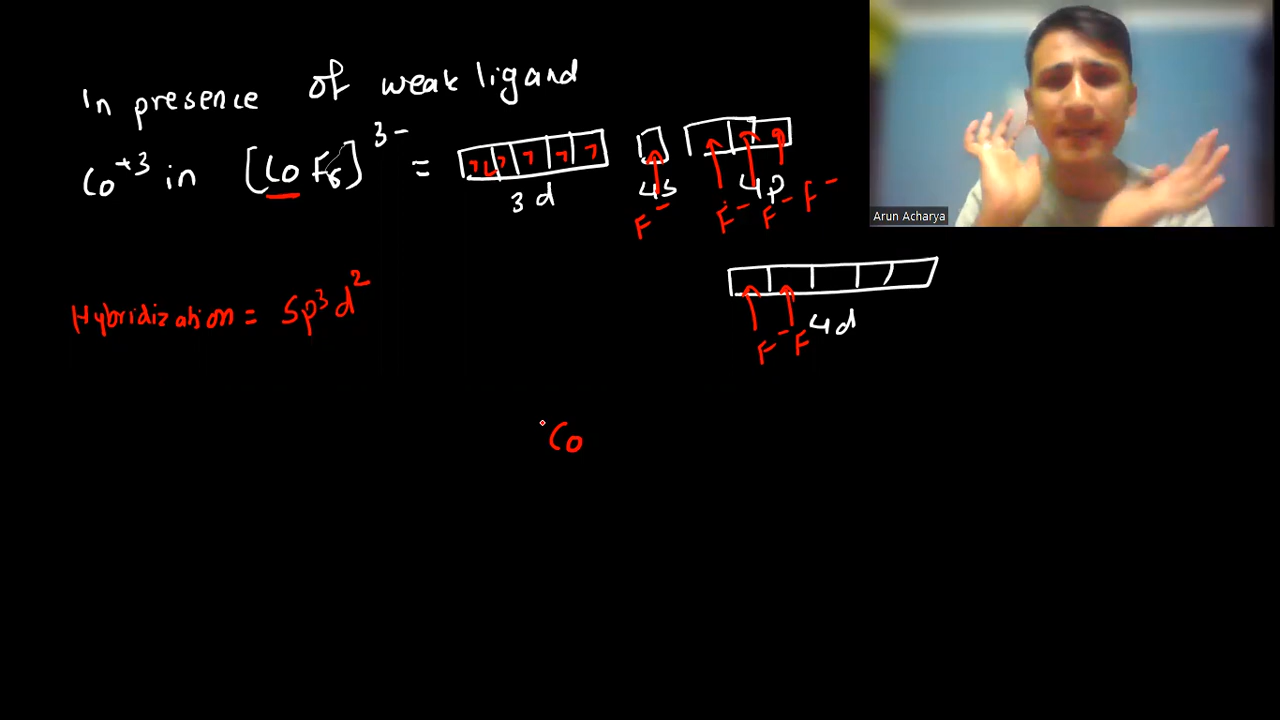 In presence of weak ligand
Co+3 in [CoF6]3- =
3d 4s 4p
F- F- F- F-
Arun Acharya
Hybridization = Sp3d2
4d
F- F
Co